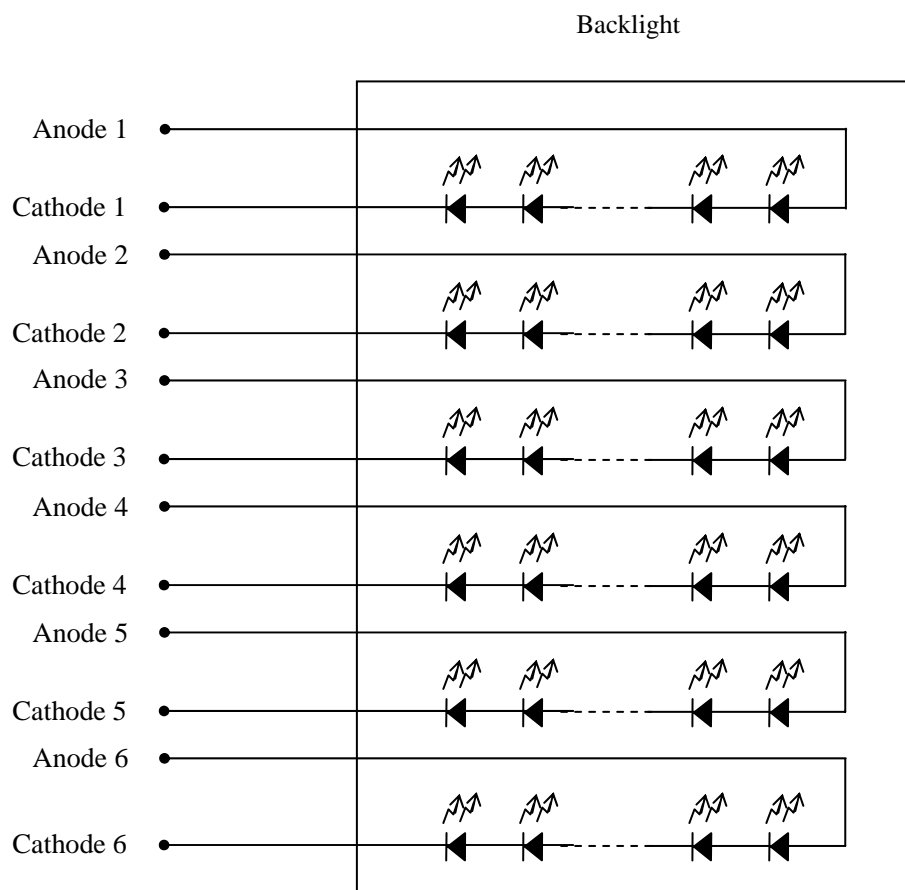 Backlight
Anode 1
Cathode 1
Anode 2
Cathode 2
Anode 3
Cathode 3
Anode 4
Cathode 4
Anode 5
Cathode 5
Anode 6
Cathode 6